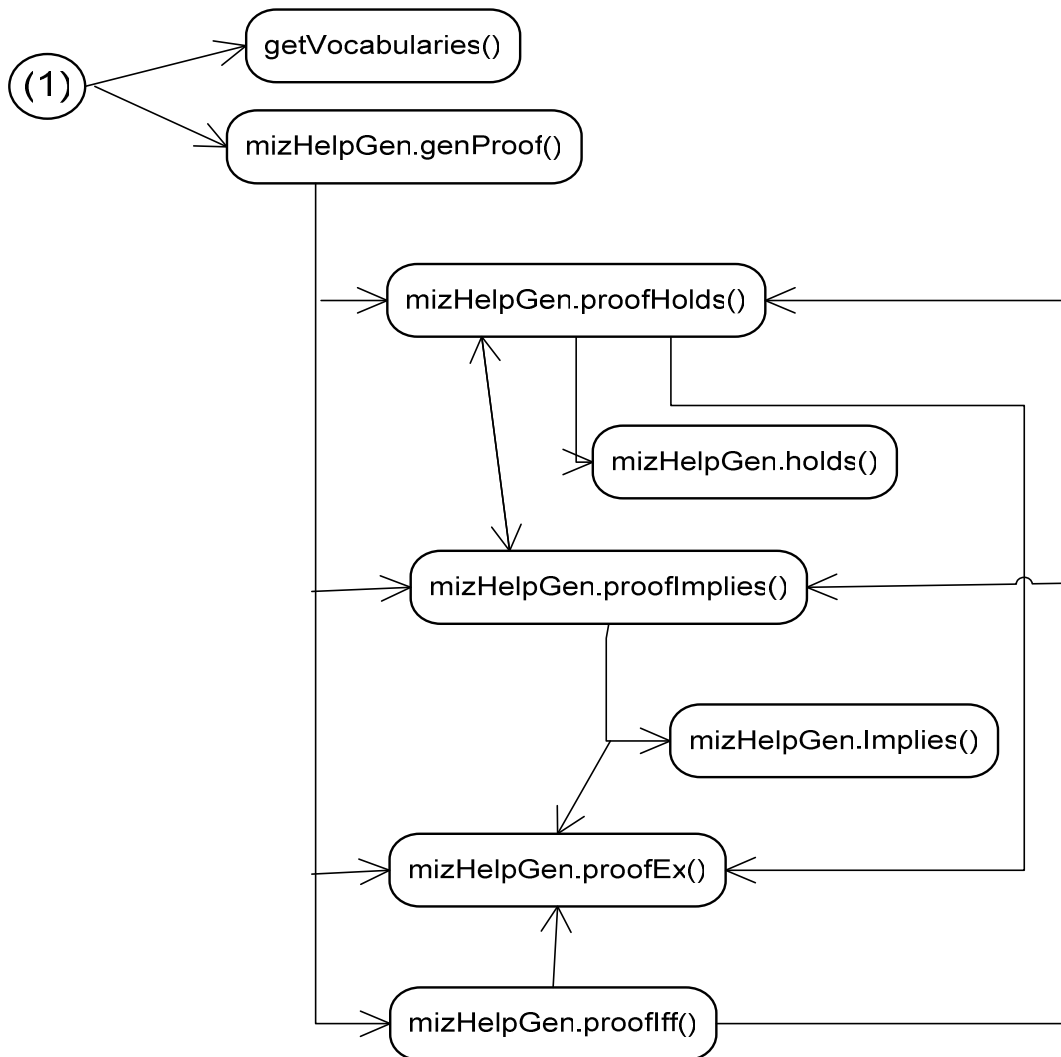 getVocabularies()
(1)
mizHelpGen.genProof()
mizHelpGen.proofHolds()
mizHelpGen.holds()
mizHelpGen.proofImplies()
mizHelpGen.Implies()
mizHelpGen.proofEx()
mizHelpGen.proofIff()